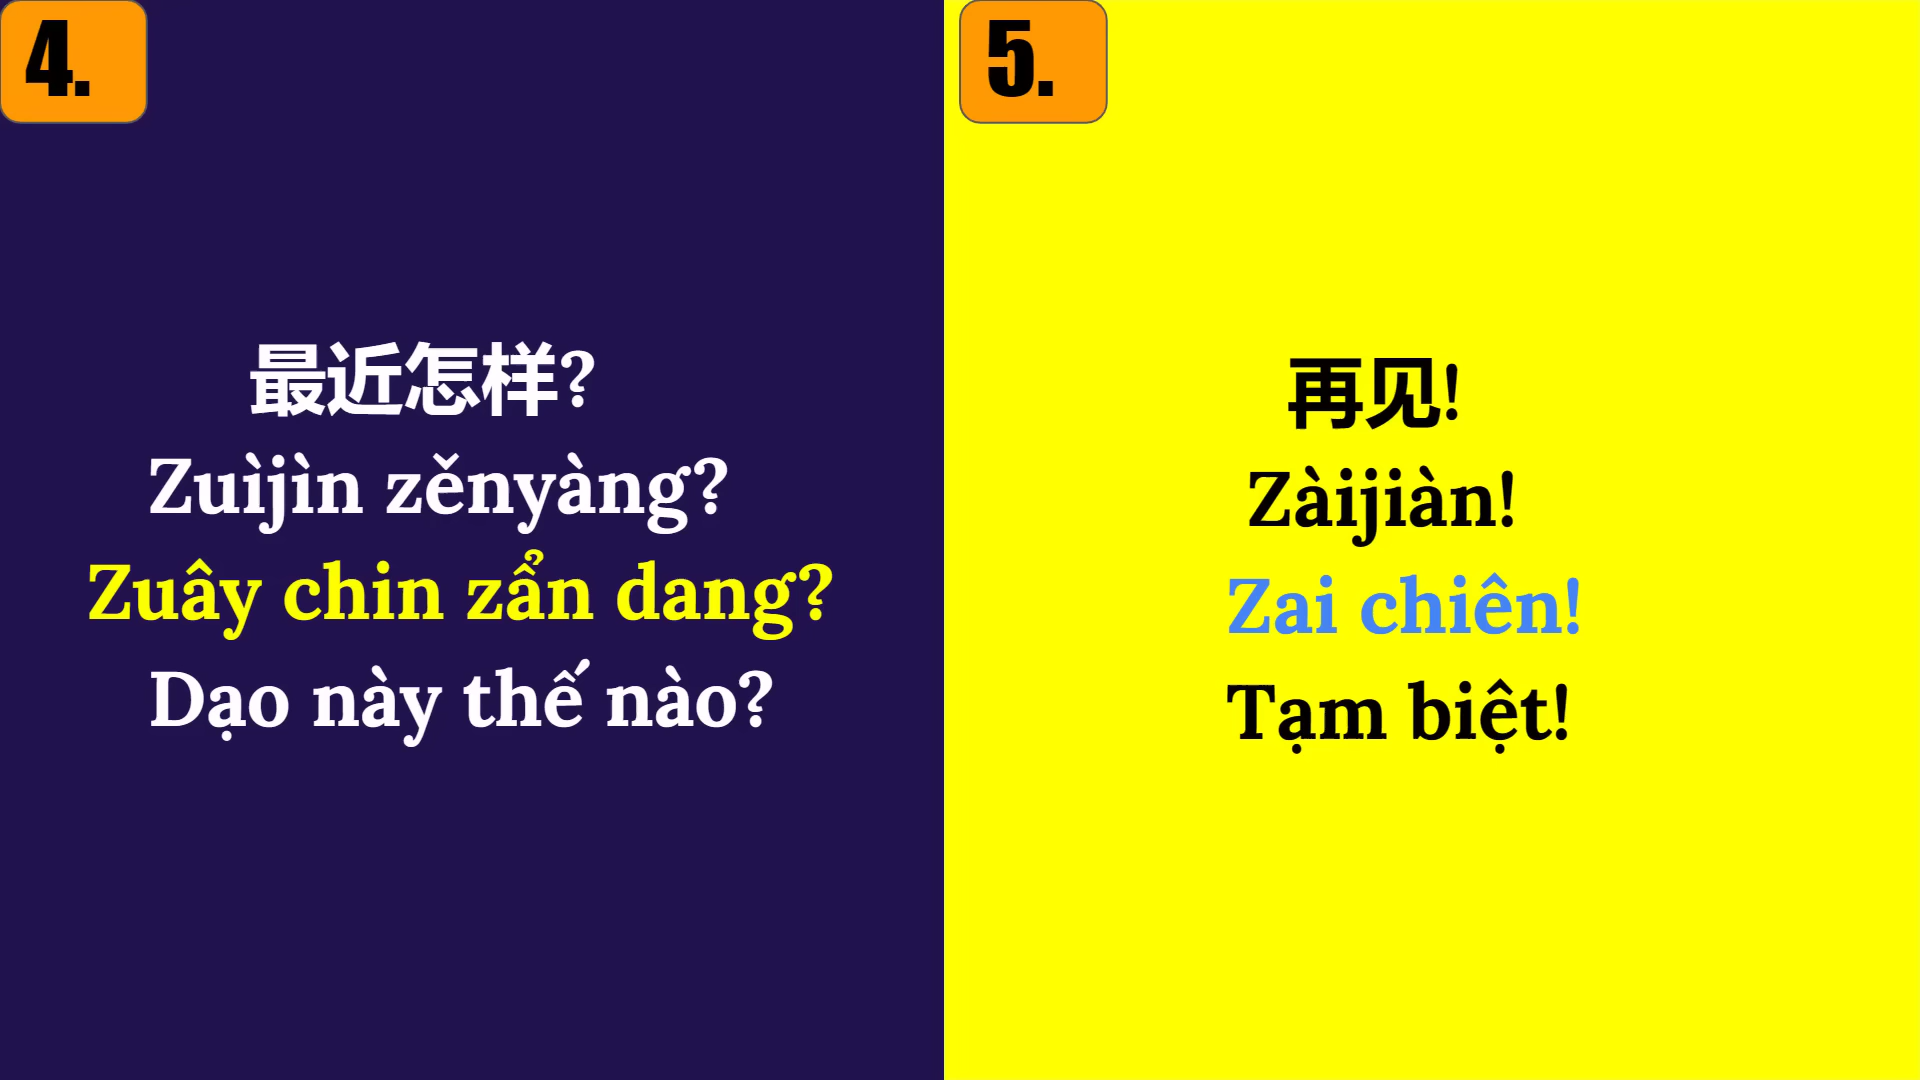 4.
最近怎样?
Zuìjìn zěnyàng?
Zuây chin zẩn dang?
Dạo này thế nào?
5.
再见!
Zàijiàn!
Zai chiên!
Tạm biệt!